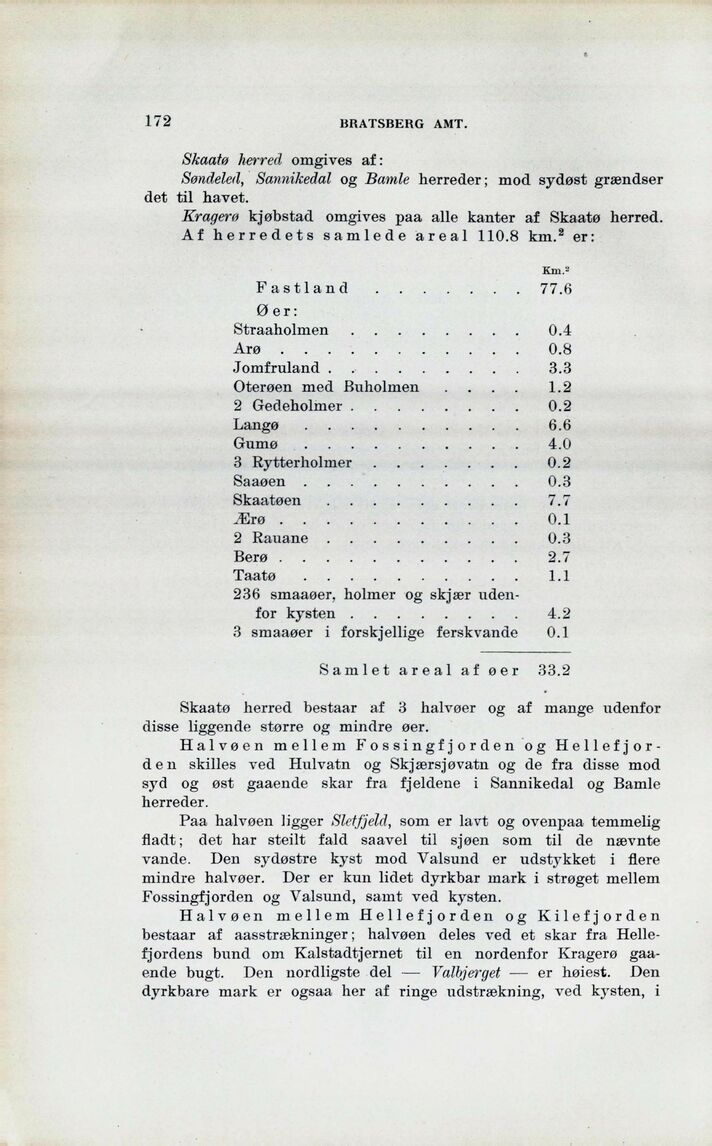 172
BRATSBERG AMT.
Skaatø herred omgives af:
Søndeled, Sannikedal og Bamle herreder; mod sydøst grændser
det til havet.
Kragerø kjøbstad omgives paa alle kanter af Skaatø herred.
Af herredets samlede areal 110.8 km.² er:
Km.²
Fastland . . . . . . . 77.6
Øer:
Straaholmen . . . . . . . . 0.4
Arø . . . . . . . . . . . 0.8
Jomfruland . . . . . . . . . 3.3
Oterøen med Buholmen . . . . 1.2
2 Gedeholmer . . . . . . . . 0.2
Langø . . . . . . . . . . 6.6
Gumø . . . . . . . . . . 4.0
3 Rytterholmer . . . . . . . 0.2
Saaøen . . . . . . . . . . 0.3
Skaatøen . . . . . . . . . 7.7
Ærø . . . . . . . . . . . 0.1
2 Rauane . . . . . . . . . 0.3
Berø . . . . . . . . . . . 2.7
Taatø . . . . . . . . . . 1.1
236 smaaøer, holmer og skjær uden-
for kysten . . . . . . . . 4.2
3 smaaøer i forskjellige ferskvande 0.1
Samlet areal af øer 33.2
Skaatø herred bestaar af 3 halvøer og af mange udenfor
disse liggende større og mindre øer.
Halvøen mellem Fossingfjorden og Hellefjor-
den skilles ved Hulvatn og Skjærsjøvatn og de fra disse mod
syd og øst gaaende skar fra fjeldene i Sannikedal og Bamle
herreder.
Paa halvøen ligger Sletfjeld, som er lavt og ovenpaa temmelig
fladt; det har steilt fald saavel til sjøen som til de nævnte
vande. Den sydøstre kyst mod Valsund er udstykket i flere
mindre halvøer. Der er kun lidet dyrkbar mark i strøget mellem
Fossingfjorden og Valsund, samt ved kysten.
Halvøen mellem Hellefjorden og Kilefjorden
bestaar af aasstrækninger; halvøen deles ved et skar fra Helle-
fjordens bund om Kalstadtjernet til en nordenfor Kragerø gaa-
ende bugt. Den nordligste del — Valbjerget — er høiest. Den
dyrkbare mark er ogsaa her af ringe udstrækning, ved kysten, i